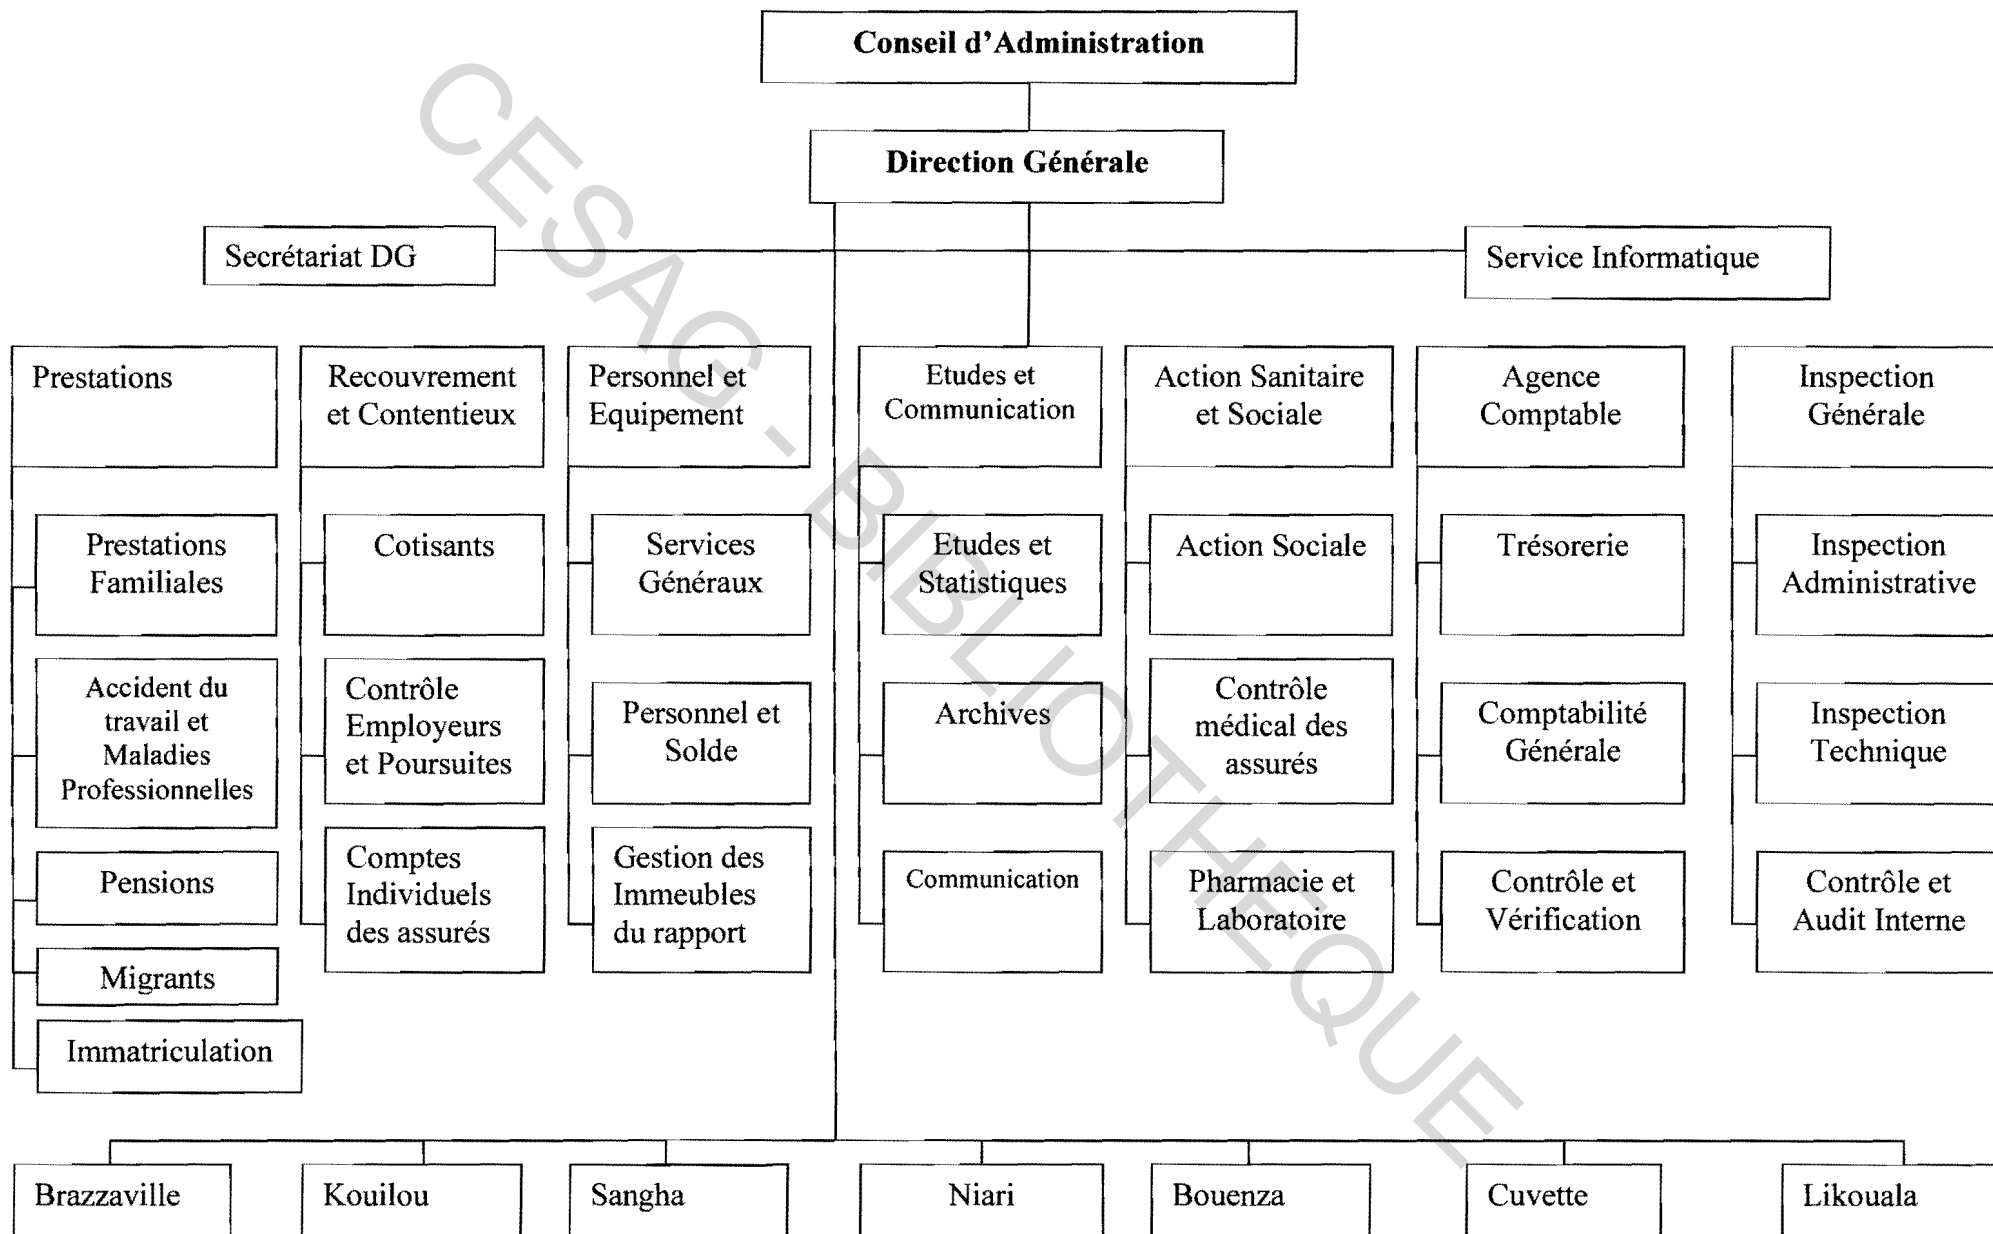 Conseil d'Administration
Direction Générale
Secrétariat DG
Service Informatique
Prestations
Recouvrement
et Contentieux
Personnel et
Equipement
Etudes et
Communication
Action Sanitaire
et Sociale
Agence
Comptable
Inspection
Générale
Prestations
Familiales
Cotisants
Services
Généraux
Etudes et
Statistiques
Action Sociale
Trésorerie
Inspection
Administrative
Accident du
travail et
Maladies
Professionnelles
Contrôle
Employeurs
et Poursuites
Personnel et
Solde
Archives
Contrôle
médical des
assurés
Comptabilité
Générale
Inspection
Technique
Pensions
Comptes
Individuels
des assurés
Gestion des
Immeubles
du rapport
Communication
Pharmacie et
Laboratoire
Contrôle et
Vérification
Contrôle et
Audit Interne
Migrants
Immatriculation
Brazzaville
Kouilou
Sangha
Niari
Bouenza
Cuvette
Likouala
CESAG - BIBLIOTHEQUE